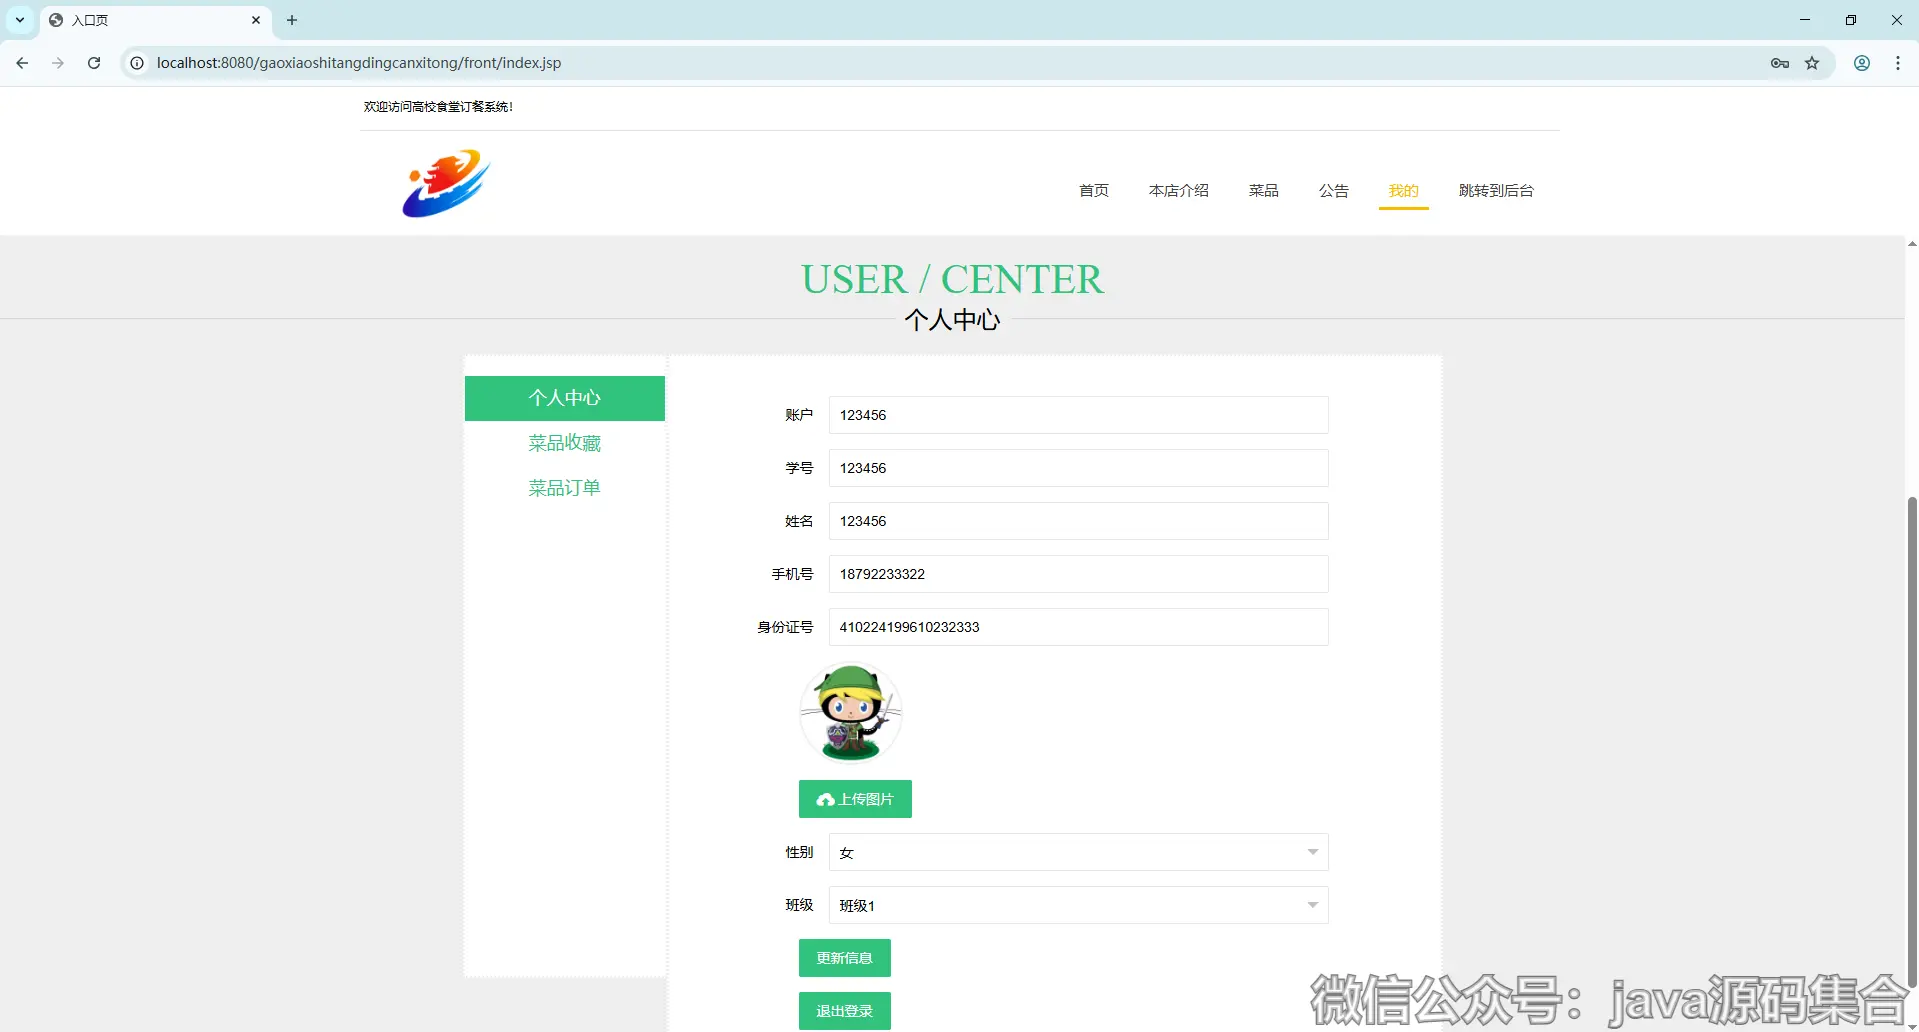 入口页
localhost:8080/gaoxiaoshitangdingcanxitong/front/index.jsp
欢迎访问高校食堂订餐系统！
首页 本店介绍 菜品 公告 我的 跳转到后台
USER / CENTER
个人中心
个人中心
菜品收藏
菜品订单
账户 123456
学号 123456
姓名 123456
手机号 18792233322
身份证号 410224199610232333
上传图片
性别 女
班级 班级1
更新信息
退出登录
微信公众号：java源码集合